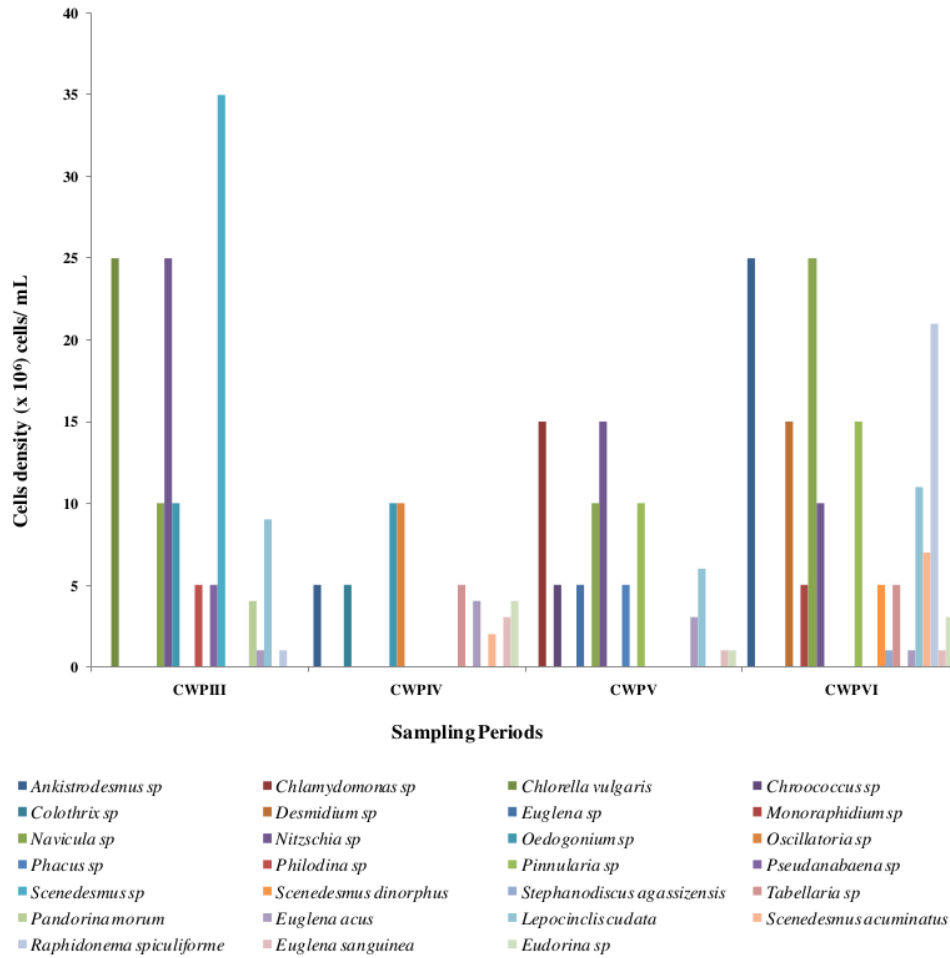 40
35
30
25
20
15
10
5
0
Cells density (x 10⁶) cells/ mL
CWPIII CWPIV CWPV CWPVI
Sampling Periods
Ankistrodesmus sp Chlamydomonas sp Chlorella vulgaris Chroococcus sp
Colothrix sp Desmidium sp Euglena sp Monoraphidium sp
Navicula sp Nitzschia sp Oedogonium sp Oscillatoria sp
Phacus sp Philodina sp Pinnularia sp Pseudanabaena sp
Scenedesmus sp Scenedesmus dinorphus Stephanodiscus agassizensis Tabellaria sp
Pandorina morum Euglena acus Lepocinclis cudata Scenedesmus acuminatus
Raphidonema spiculiforme Euglena sanguinea Eudorina sp